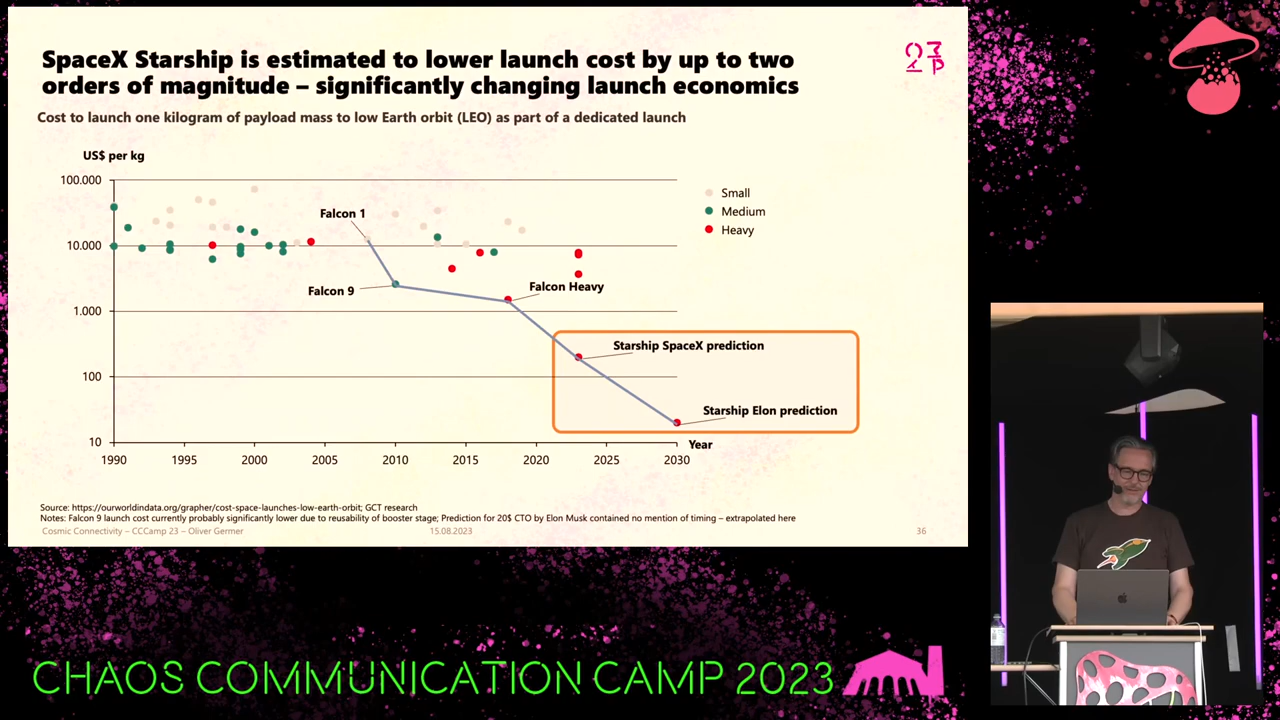 SpaceX Starship is estimated to lower launch cost by up to two
orders of magnitude – significantly changing launch economics
Cost to launch one kilogram of payload mass to low Earth orbit (LEO) as part of a dedicated launch
US$ per kg
100.000
10.000
1.000
100
10
1990
1995
2000
2005
2010
2015
2020
2025
2030
Year
Falcon 1
Falcon 9
Falcon Heavy
Starship SpaceX prediction
Starship Elon prediction
Small
Medium
Heavy
Source: https://ourworldindata.org/grapher/cost-space-launches-low-earth-orbit; GCT research
Notes: Falcon 9 launch cost currently probably significantly lower due to reusability of booster stage; Prediction for 20$ CTO by Elon Musk contained no mention of timing – extrapolated here
Cosmic Connectivity – CCCamp 23 – Oliver Germer
15.08.2023
36
CHAOS COMMUNICATION CAMP 2023